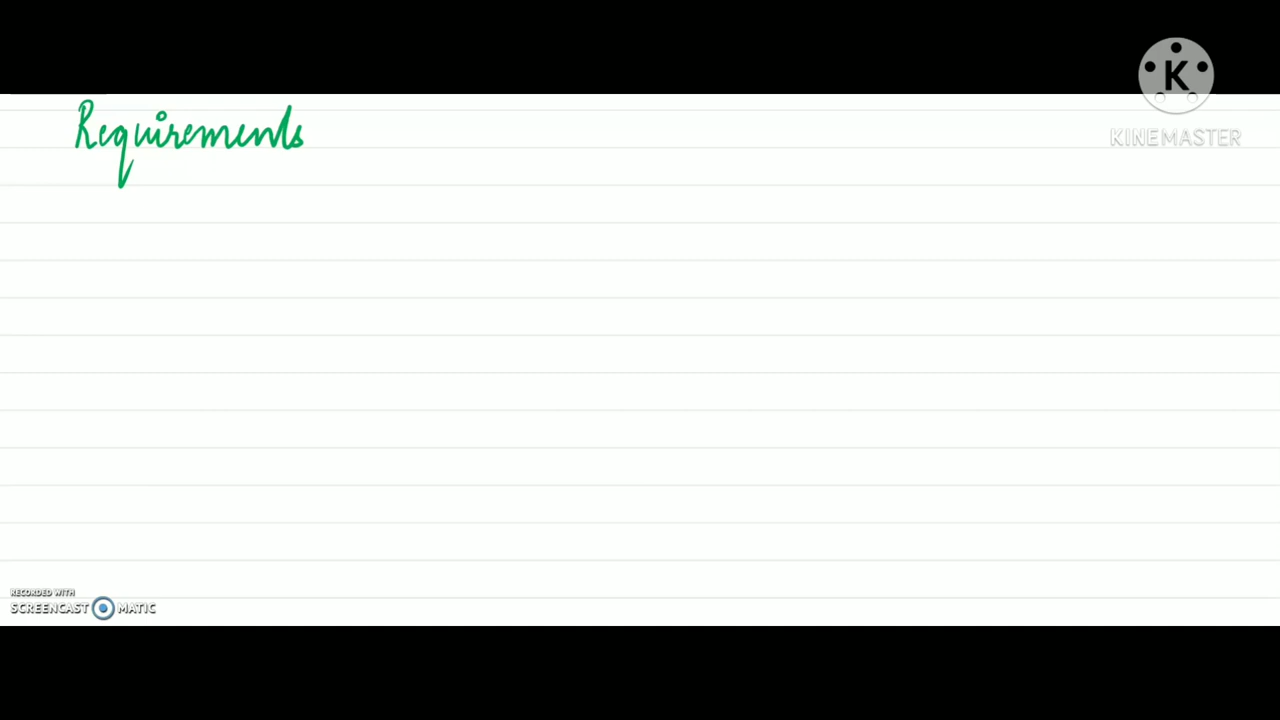 Requirements
K
KINEMASTER
RECORDED WITH
SCREENCAST MATIC